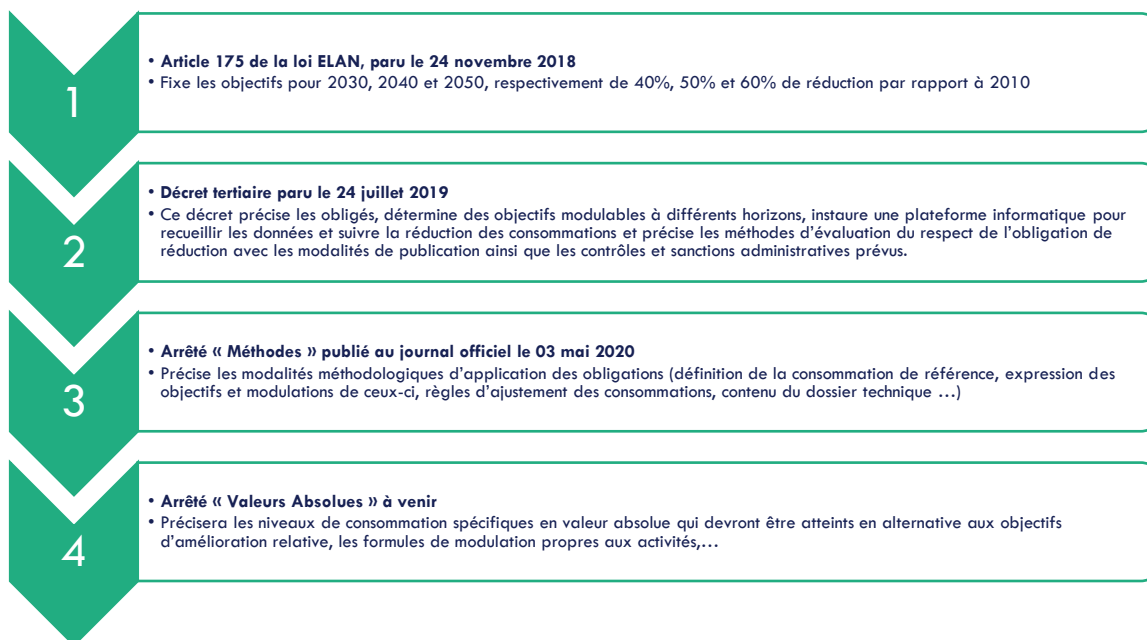 1
• Article 175 de la loi ELAN, paru le 24 novembre 2018
• Fixe les objectifs pour 2030, 2040 et 2050, respectivement de 40%, 50% et 60% de réduction par rapport à 2010
2
• Décret tertiaire paru le 24 juillet 2019
• Ce décret précise les obligés, détermine des objectifs modulables à différents horizons, instaure une plateforme informatique pour
recueillir les données et suivre la réduction des consommations et précise les méthodes d'évaluation du respect de l'obligation de
réduction avec les modalités de publication ainsi que les contrôles et sanctions administratives prévus.
3
• Arrêté « Méthodes » publié au journal officiel le 03 mai 2020
• Précise les modalités méthodologiques d'application des obligations (définition de la consommation de référence, expression des
objectifs et modulations de ceux-ci, règles d'ajustement des consommations, contenu du dossier technique …)
4
• Arrêté « Valeurs Absolues » à venir
• Précisera les niveaux de consommation spécifiques en valeur absolue qui devront être atteints en alternative aux objectifs
d'amélioration relative, les formules de modulation propres aux activités,…